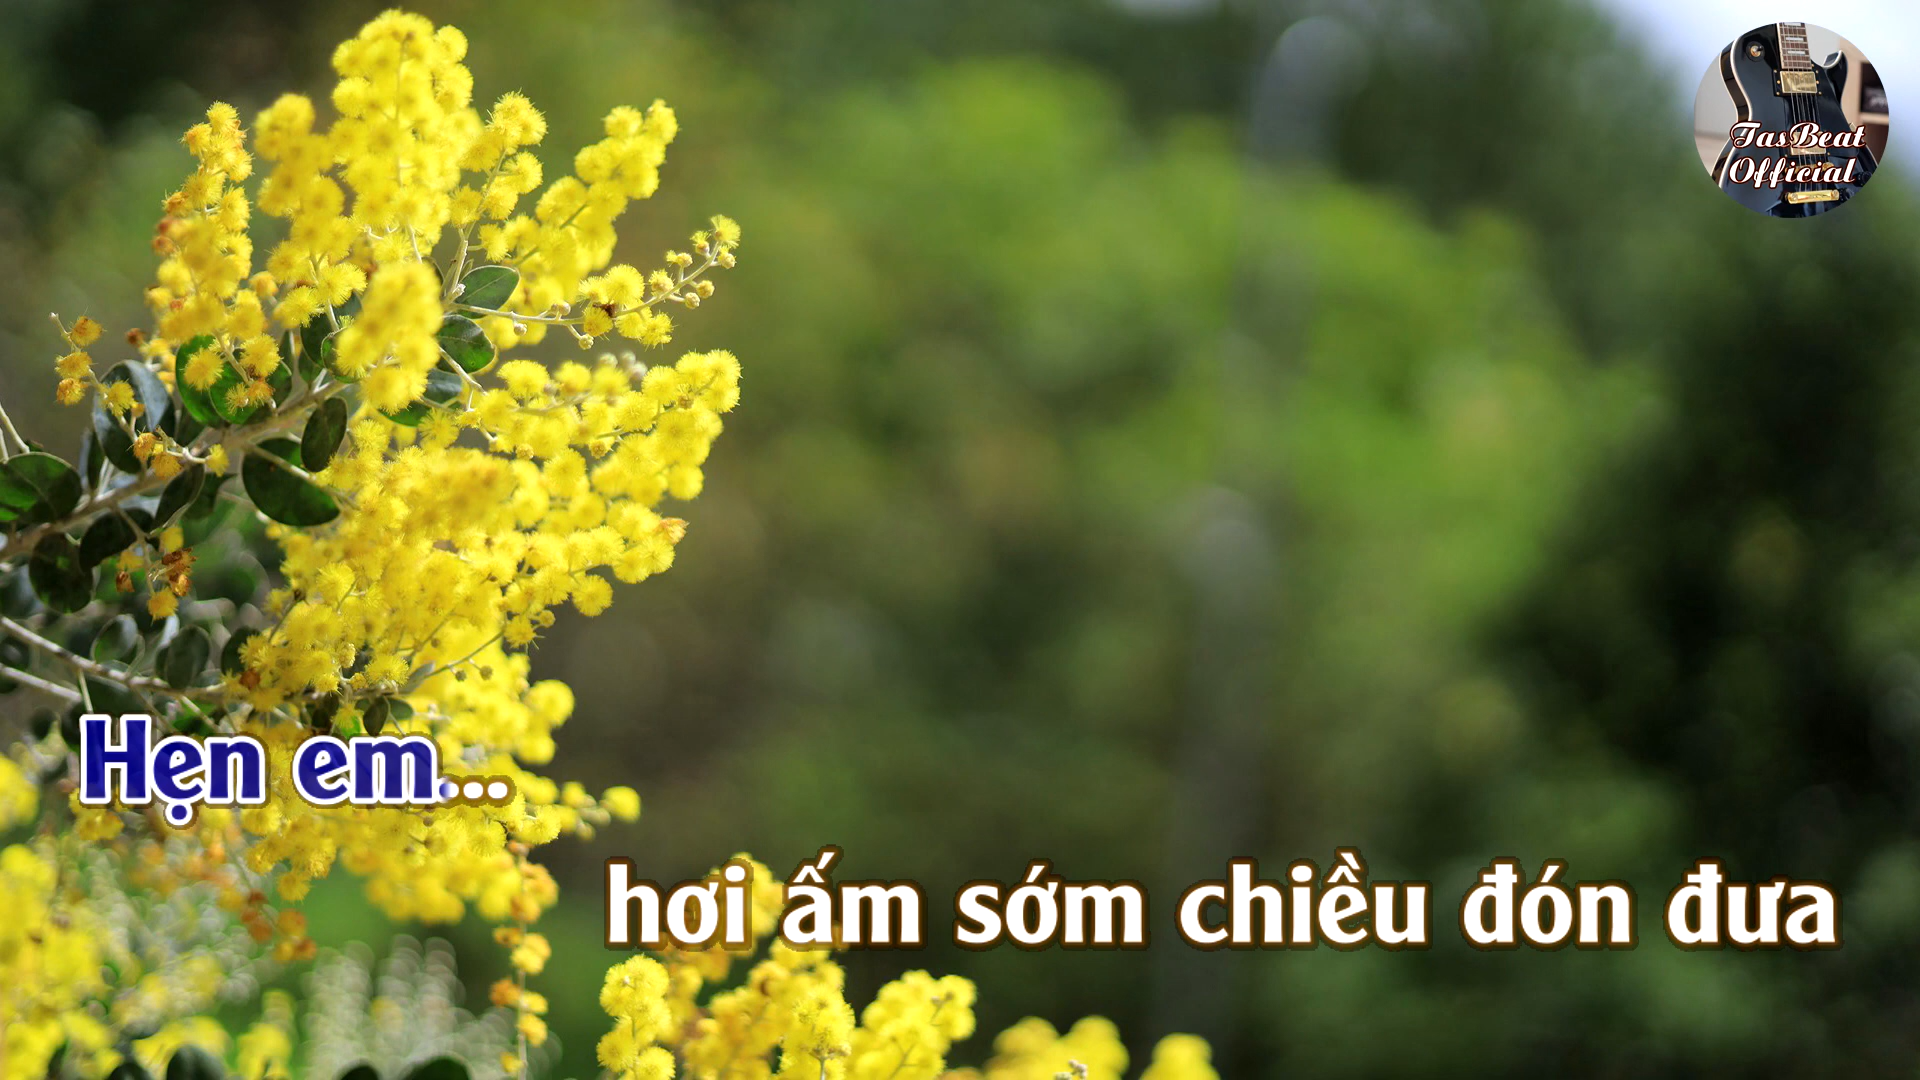 TasBeat
Official
Hẹn em...
hơi ấm sớm chiều đón đưa